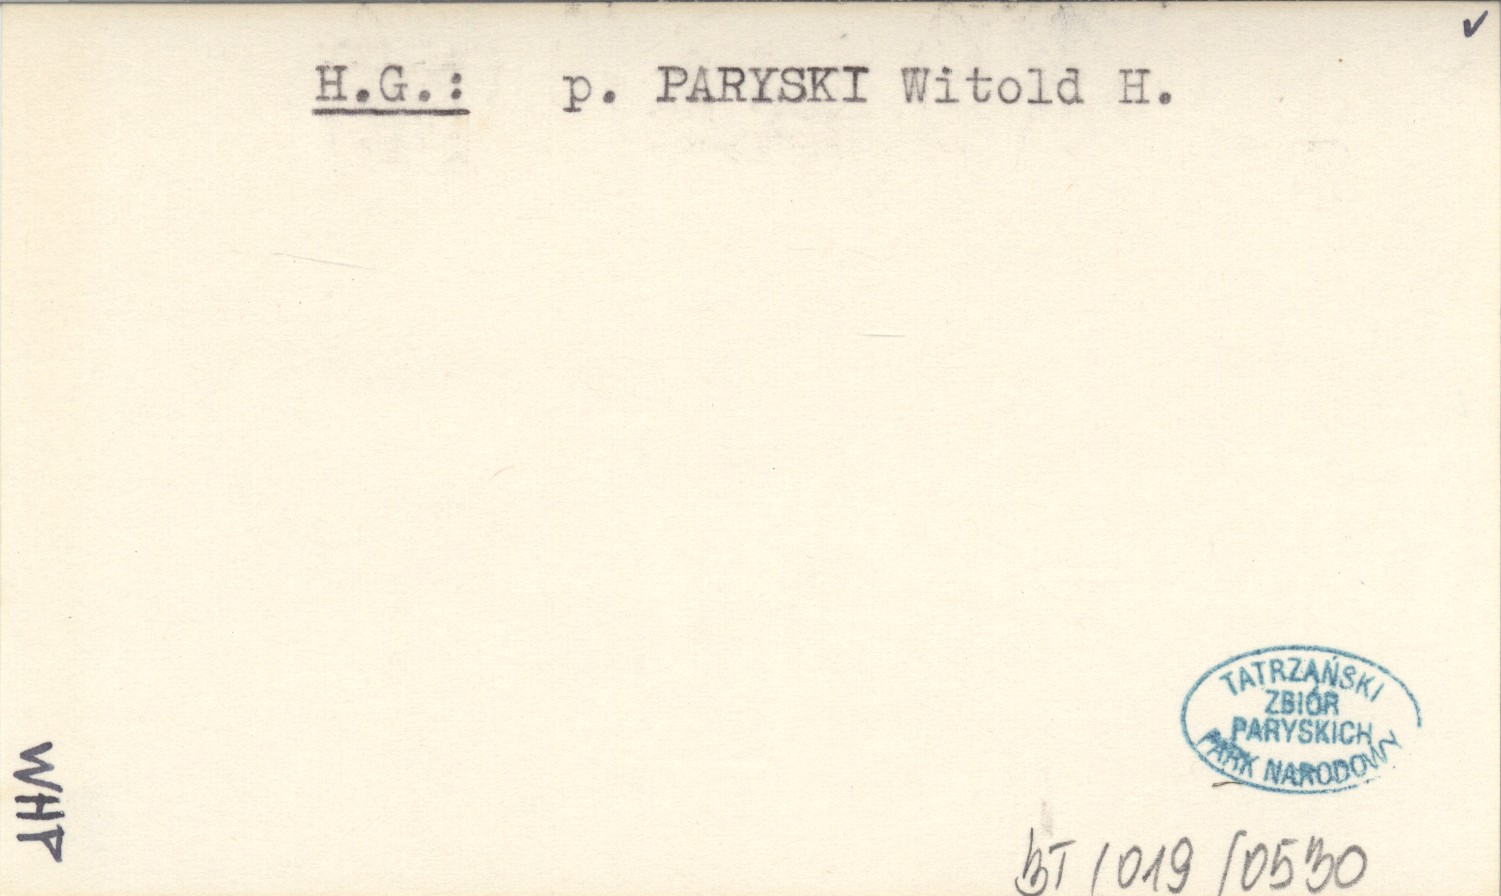 ✓
H.G.: p. PARYSKI Witold H.
TATRZAŃSKI
ZBIÓR
PARYSKICH
PARK NARODOWY
WHP
BT/019/0530